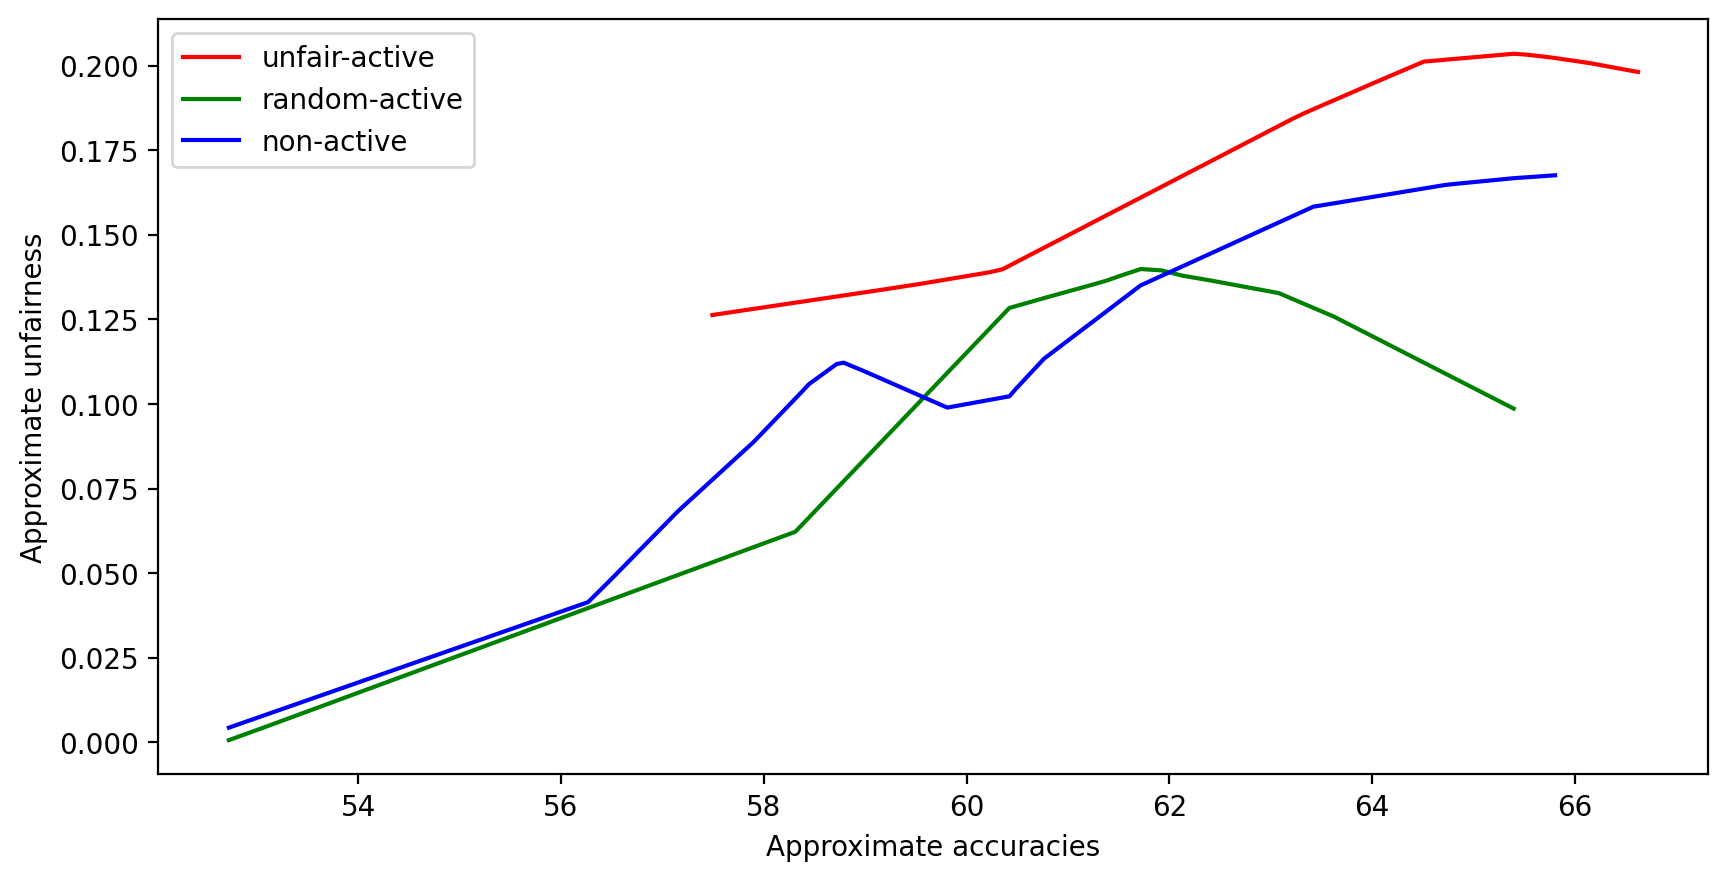 unfair-active
random-active
non-active
0.200
0.175
0.150
0.125
0.100
0.075
0.050
0.025
0.000
Approximate unfairness
54 56 58 60 62 64 66
Approximate accuracies